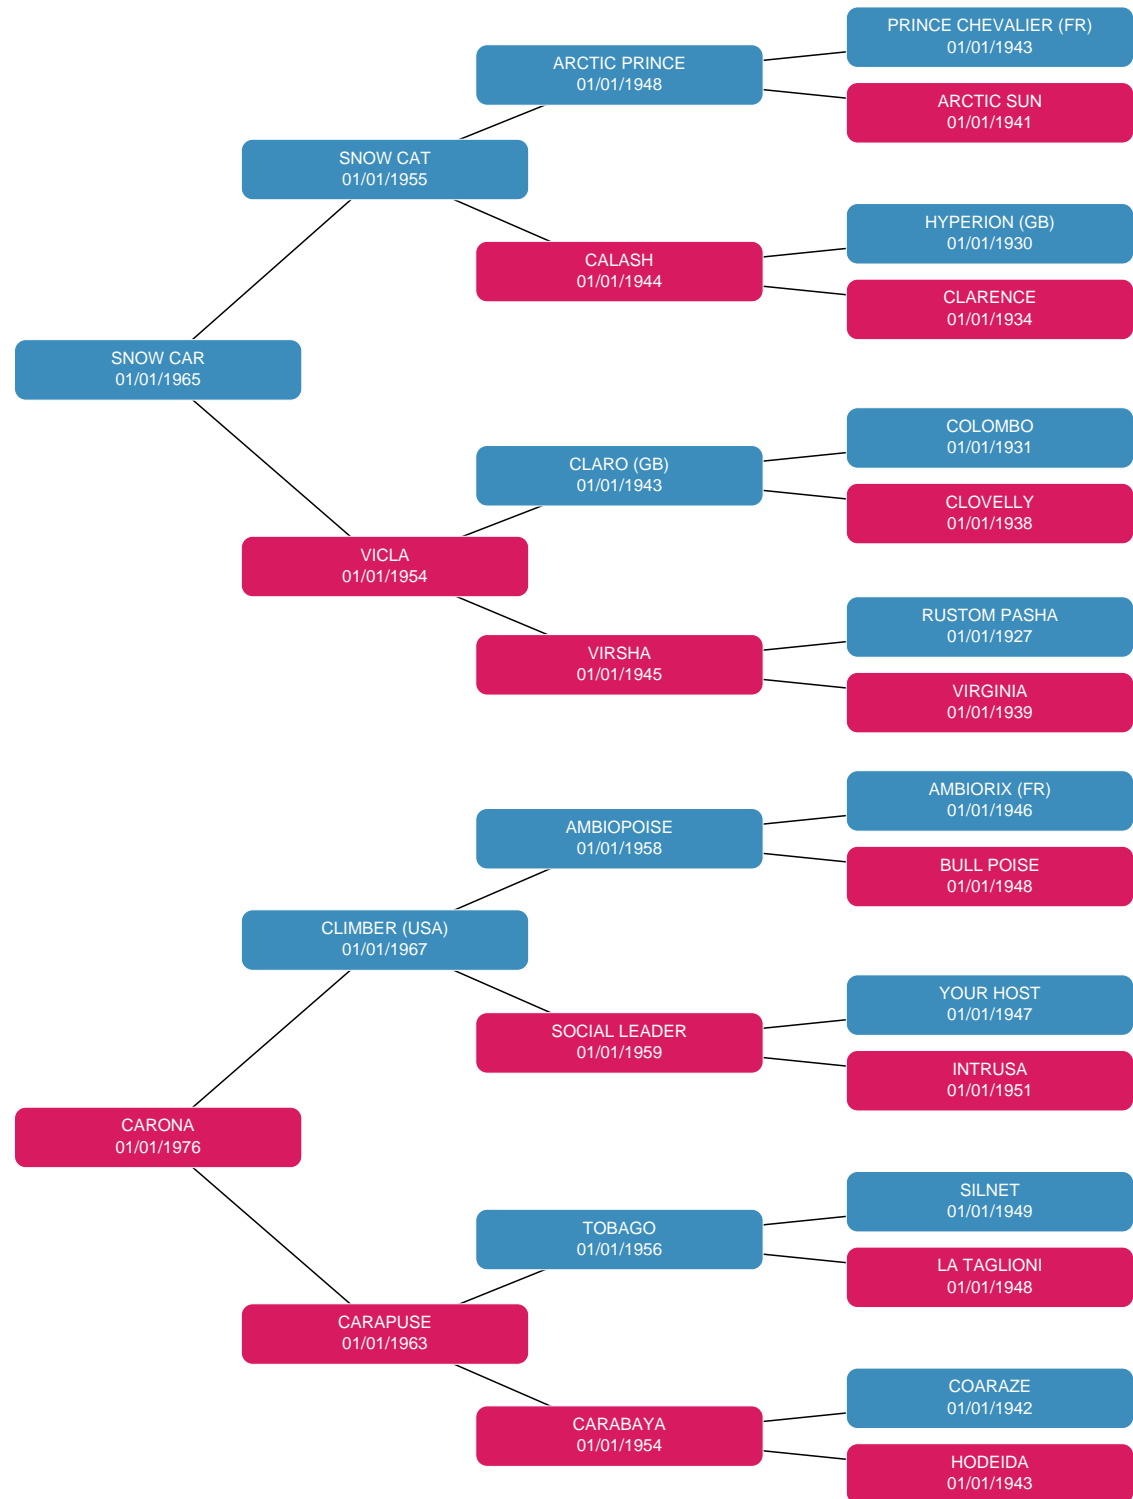 PRINCE CHEVALIER (FR)
01/01/1943
ARCTIC PRINCE
01/01/1948
ARCTIC SUN
01/01/1941
SNOW CAT
01/01/1955
HYPERION (GB)
01/01/1930
CALASH
01/01/1944
CLARENCE
01/01/1934
SNOW CAR
01/01/1965
COLOMBO
01/01/1931
CLARO (GB)
01/01/1943
CLOVELLY
01/01/1938
VICLA
01/01/1954
RUSTOM PASHA
01/01/1927
VIRSHA
01/01/1945
VIRGINIA
01/01/1939
AMBIORIX (FR)
01/01/1946
AMBIOPOISE
01/01/1958
BULL POISE
01/01/1948
CLIMBER (USA)
01/01/1967
YOUR HOST
01/01/1947
SOCIAL LEADER
01/01/1959
INTRUSA
01/01/1951
CARONA
01/01/1976
SILNET
01/01/1949
TOBAGO
01/01/1956
LA TAGLIONI
01/01/1948
CARAPUSE
01/01/1963
COARAZE
01/01/1942
CARABAYA
01/01/1954
HODEIDA
01/01/1943